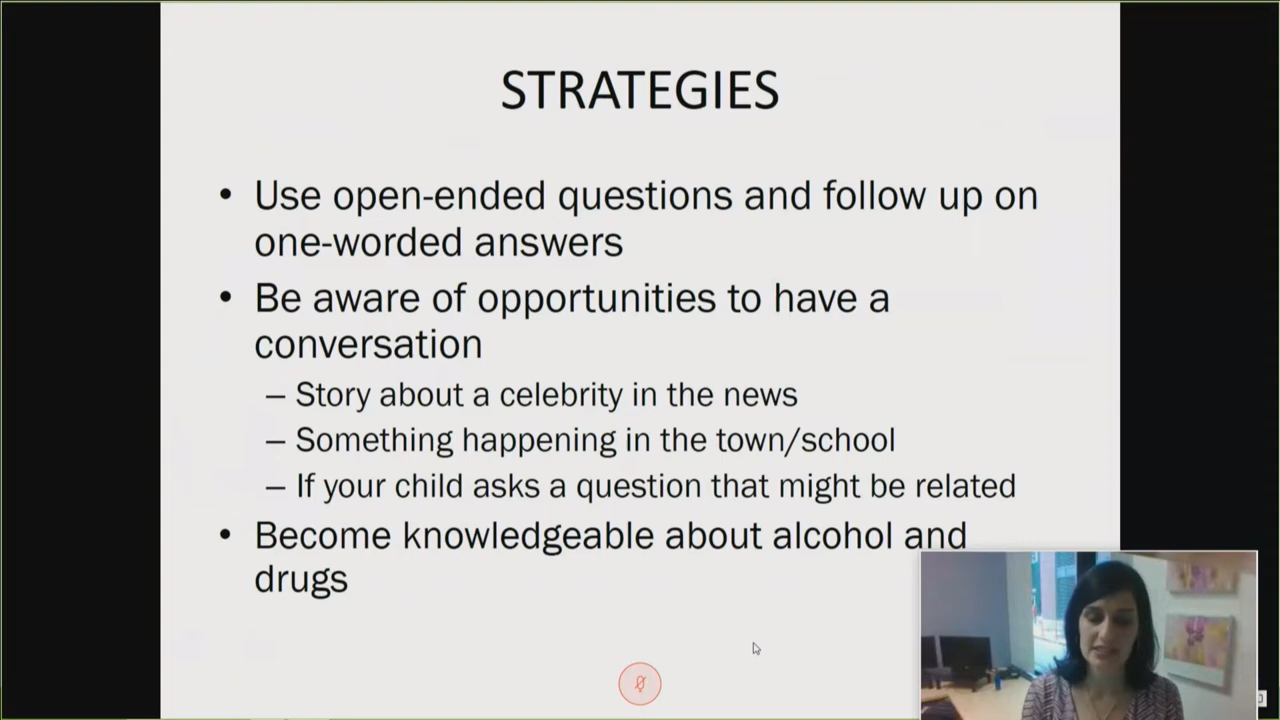 STRATEGIES
• Use open-ended questions and follow up on
one-worded answers
• Be aware of opportunities to have a
conversation
– Story about a celebrity in the news
– Something happening in the town/school
– If your child asks a question that might be related
• Become knowledgeable about alcohol and
drugs